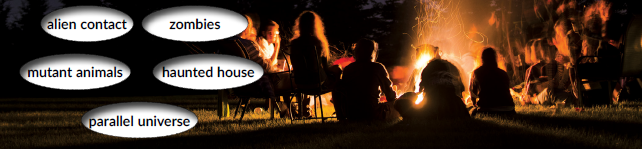 alien contact
zombies
mutant animals
haunted house
parallel universe